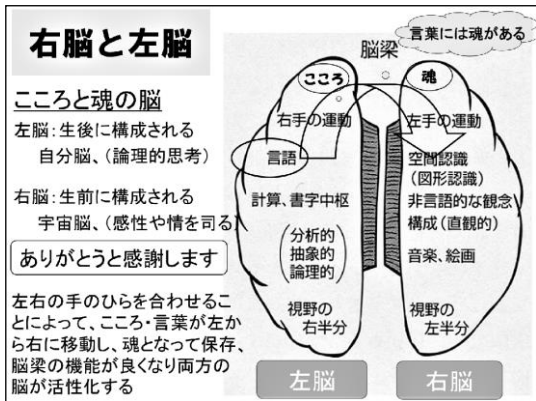 右脳と左脳
こころと魂の脳
左脳：生後に構成される
自分脳、（論理的思考）
右脳：生前に構成される
宇宙脳、（感性や情を司る）
ありがとうと感謝します
左右の手のひらを合わせるこ
とによって、こころ・言葉が左か
ら右に移動し、魂となって保存、
脳梁の機能が良くなり両方の
脳が活性化する
言葉には魂がある
脳梁
こころ
右手の運動
言語
計算、書字中枢
分析的
抽象的
論理的
視野の
右半分
左脳
魂
左手の運動
空間認識
（図形認識）
非言語的な観念
構成（直観的）
音楽、絵画
視野の
左半分
右脳